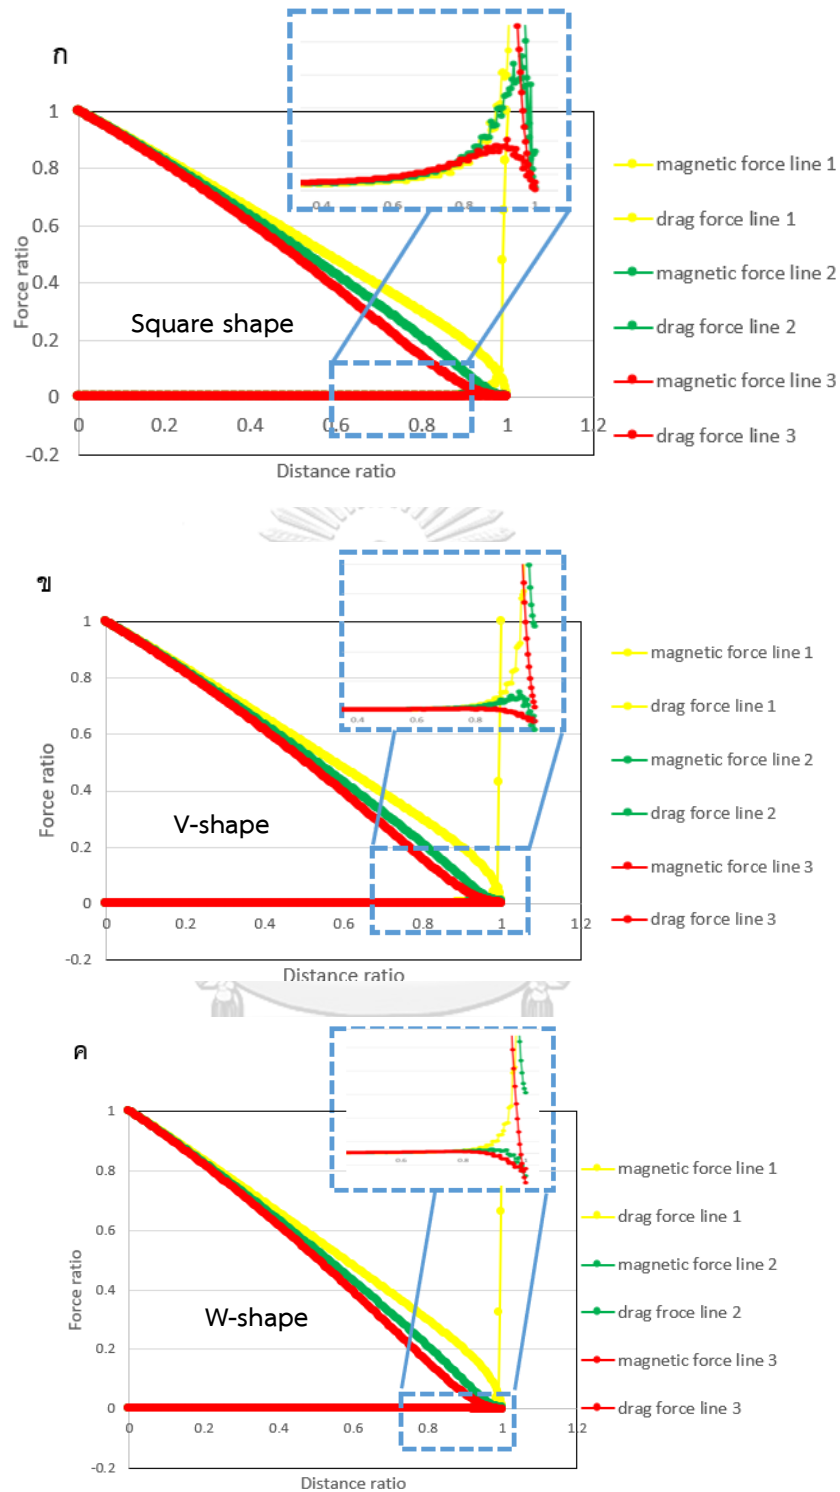 ก
0.4 0.6 0.8 1
1
0.8
0.6
0.4
0.2
0
-0.2
Force ratio
Square shape
0 0.2 0.4 0.6 0.8 1 1.2
Distance ratio
magnetic force line 1
drag force line 1
magnetic force line 2
drag force line 2
magnetic force line 3
drag force line 3
ข
0.4 0.6 0.8
1
0.8
0.6
0.4
0.2
0
-0.2
Force ratio
V-shape
0 0.2 0.4 0.6 0.8 1 1.2
Distance ratio
magnetic force line 1
drag force line 1
magnetic force line 2
drag force line 2
magnetic force line 3
drag force line 3
ค
0.6 0.8
1
0.8
0.6
0.4
0.2
0
-0.2
Force ratio
W-shape
0 0.2 0.4 0.6 0.8 1 1.2
Distance ratio
magnetic force line 1
drag force line 1
magnetic force line 2
drag froce line 2
magnetic force line 3
drag force line 3